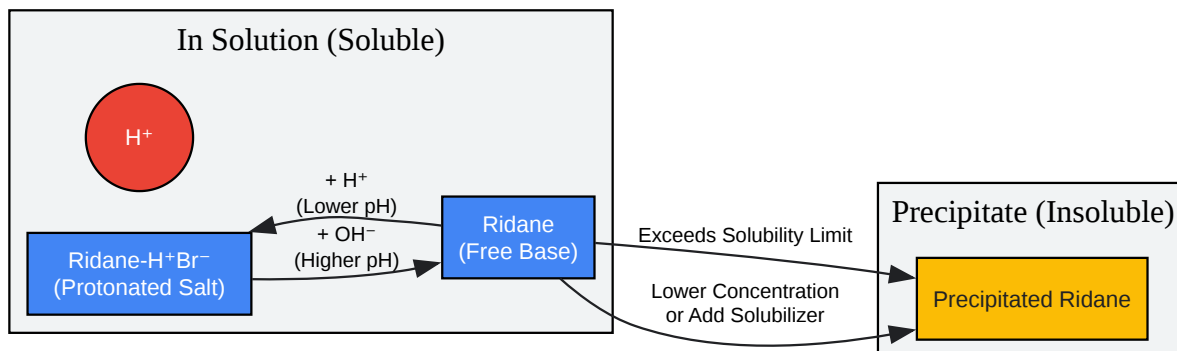 In Solution (Soluble)
H⁺
+ H⁺
(Lower pH)
+ OH⁻
(Higher pH)
Ridane-H⁺Br⁻
(Protonated Salt)
Ridane
(Free Base)
Exceeds Solubility Limit
Lower Concentration
or Add Solubilizer
Precipitate (Insoluble)
Precipitated Ridane